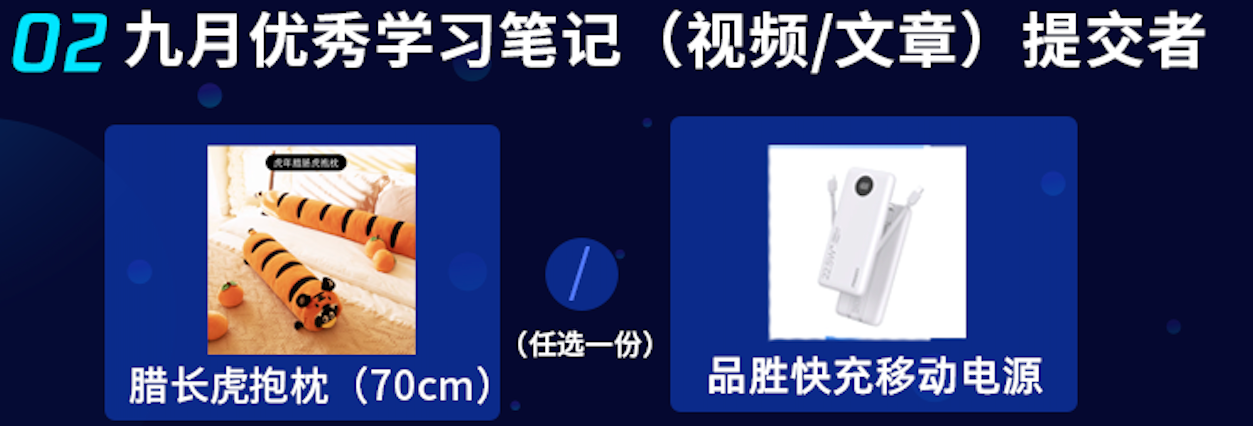 02 九月优秀学习笔记（视频/文章）提交者
虎年腊肠虎抱枕
/
（任选一份）
腊长虎抱枕（70cm）
22.5W
品胜快充移动电源